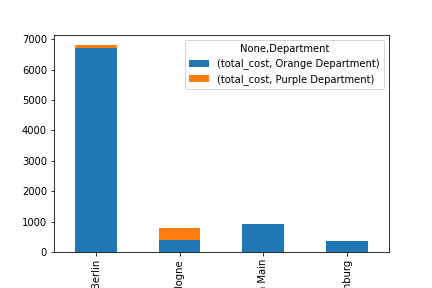 7000
6000
5000
4000
3000
2000
1000
0
None,Department
(total_cost, Orange Department)
(total_cost, Purple Department)
Berlin
logne
Main
nburg